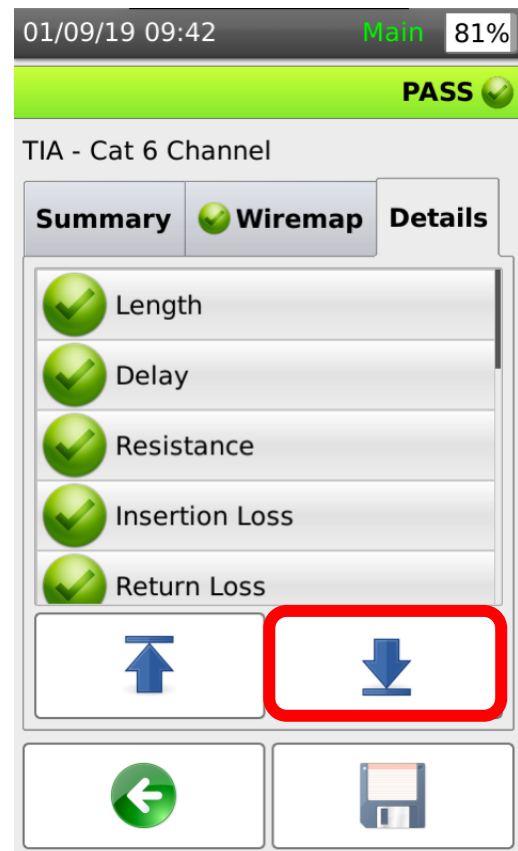 01/09/19 09:42 Main 81%
PASS
TIA - Cat 6 Channel
Summary Wiremap Details
Length
Delay
Resistance
Insertion Loss
Return Loss